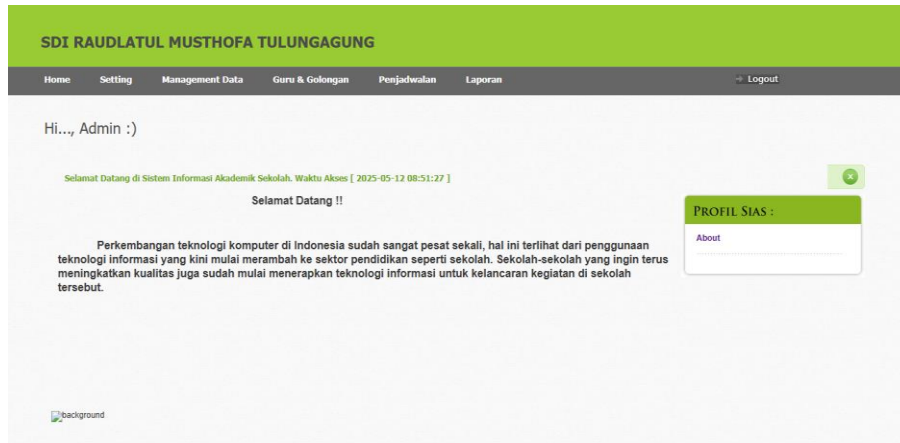 SDI RAUDLATUL MUSTHOFA TULUNGAGUNG
Home Setting Management Data Guru & Golongan Penjadwalan Laporan Logout
Hi..., Admin :)
Selamat Datang di Sistem Informasi Akademik Sekolah. Waktu Akses [ 2025-05-12 08:51:27 ]
Selamat Datang !!
PROFIL SIAS :
About
Perkembangan teknologi komputer di Indonesia sudah sangat pesat sekali, hal ini terlihat dari penggunaan
teknologi informasi yang kini mulai merambah ke sektor pendidikan seperti sekolah. Sekolah-sekolah yang ingin terus
meningkatkan kualitas juga sudah mulai menerapkan teknologi informasi untuk kelancaran kegiatan di sekolah
tersebut.
background